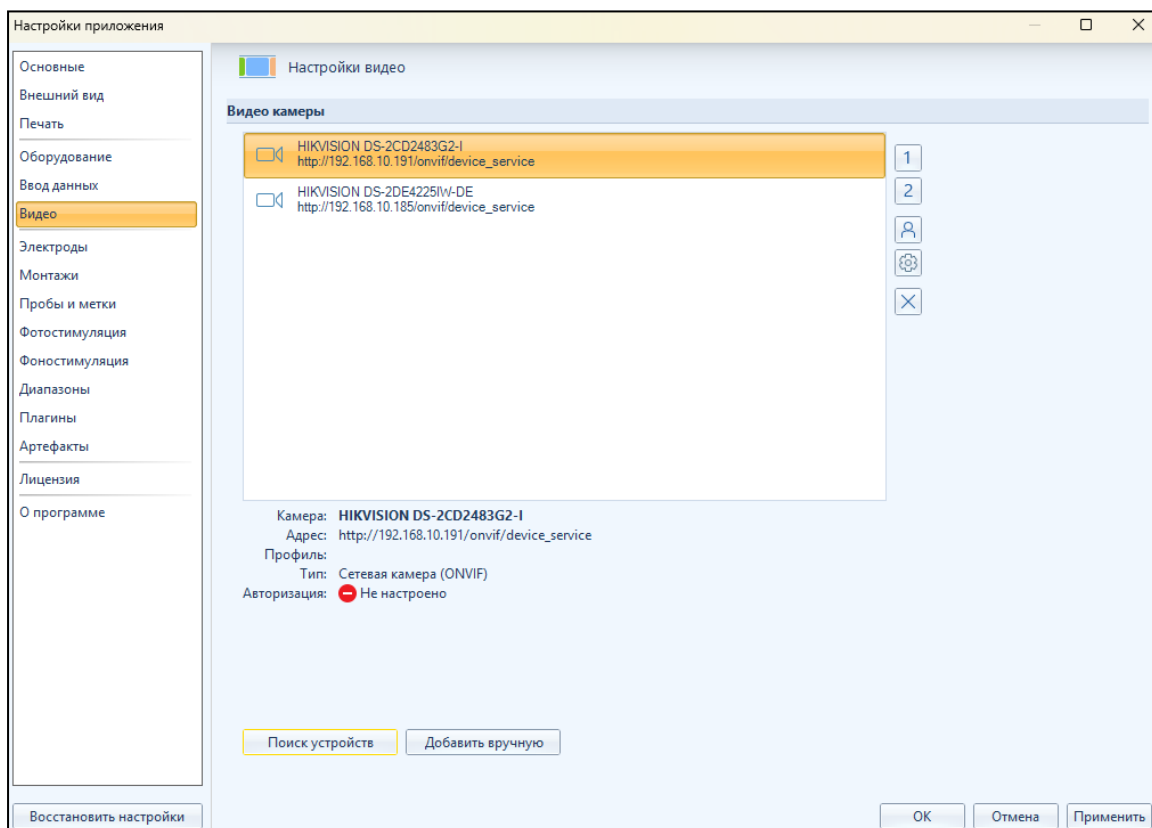 Настройки приложения
Основные
Внешний вид
Печать
Оборудование
Ввод данных
Видео
Электроды
Монтажи
Пробы и метки
Фотостимуляция
Фоностимуляция
Диапазоны
Плагины
Артефакты
Лицензия
О программе
Восстановить настройки
Настройки видео
Видео камеры
HIKVISION DS-2CD2483G2-I
http://192.168.10.191/onvif/device_service
HIKVISION DS-2DE4225IW-DE
http://192.168.10.185/onvif/device_service
1
2
Камера: HIKVISION DS-2CD2483G2-I
Адрес: http://192.168.10.191/onvif/device_service
Профиль:
Тип: Сетевая камера (ONVIF)
Авторизация: Не настроено
Поиск устройств Добавить вручную
ОК Отмена Применить